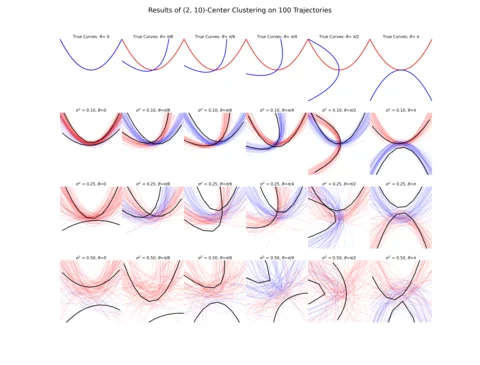 Results of (2, 10)-Center Clustering on 100 Trajectories
True Curves: θ= 0
True Curves: θ= π/8
True Curves: θ= π/6
True Curves: θ= π/4
True Curves: θ= π/2
True Curves: θ= π
σ² = 0.10, θ=0
σ² = 0.10, θ=π/8
σ² = 0.10, θ=π/6
σ² = 0.10, θ=π/4
σ² = 0.10, θ=π/2
σ² = 0.10, θ=π
σ² = 0.25, θ=0
σ² = 0.25, θ=π/8
σ² = 0.25, θ=π/6
σ² = 0.25, θ=π/4
σ² = 0.25, θ=π/2
σ² = 0.25, θ=π
σ² = 0.50, θ=0
σ² = 0.50, θ=π/8
σ² = 0.50, θ=π/6
σ² = 0.50, θ=π/4
σ² = 0.50, θ=π/2
σ² = 0.50, θ=π